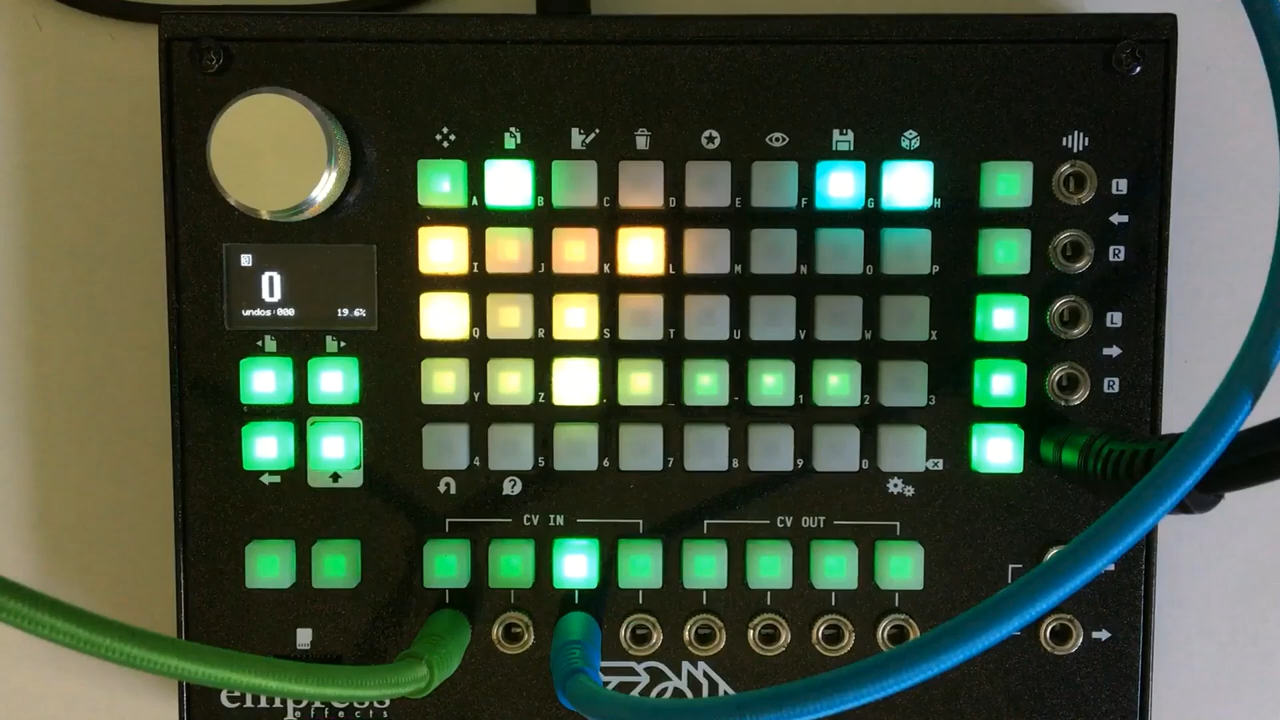 A B C D E F G H
L
I J K L M N O P
R
0
undos:000 19.6%
Q R S T U V W X
L
Y Z . _ - 1 2 3
R
4 5 6 7 8 9 0
CV IN CV OUT
empress
effects